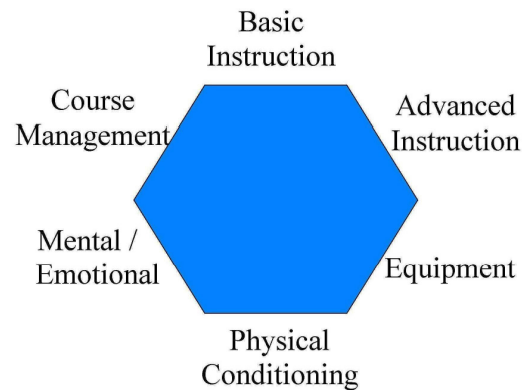 Basic
Instruction
Course
Management
Advanced
Instruction
Mental /
Emotional
Equipment
Physical
Conditioning